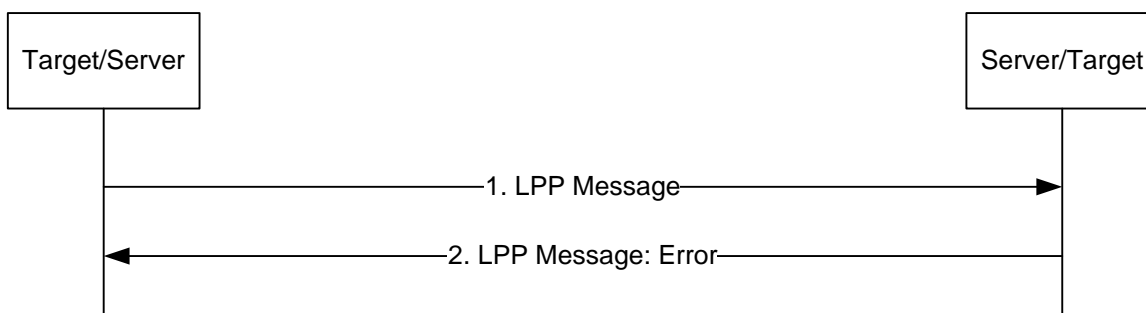 Target/Server
Server/Target
1. LPP Message
2. LPP Message: Error